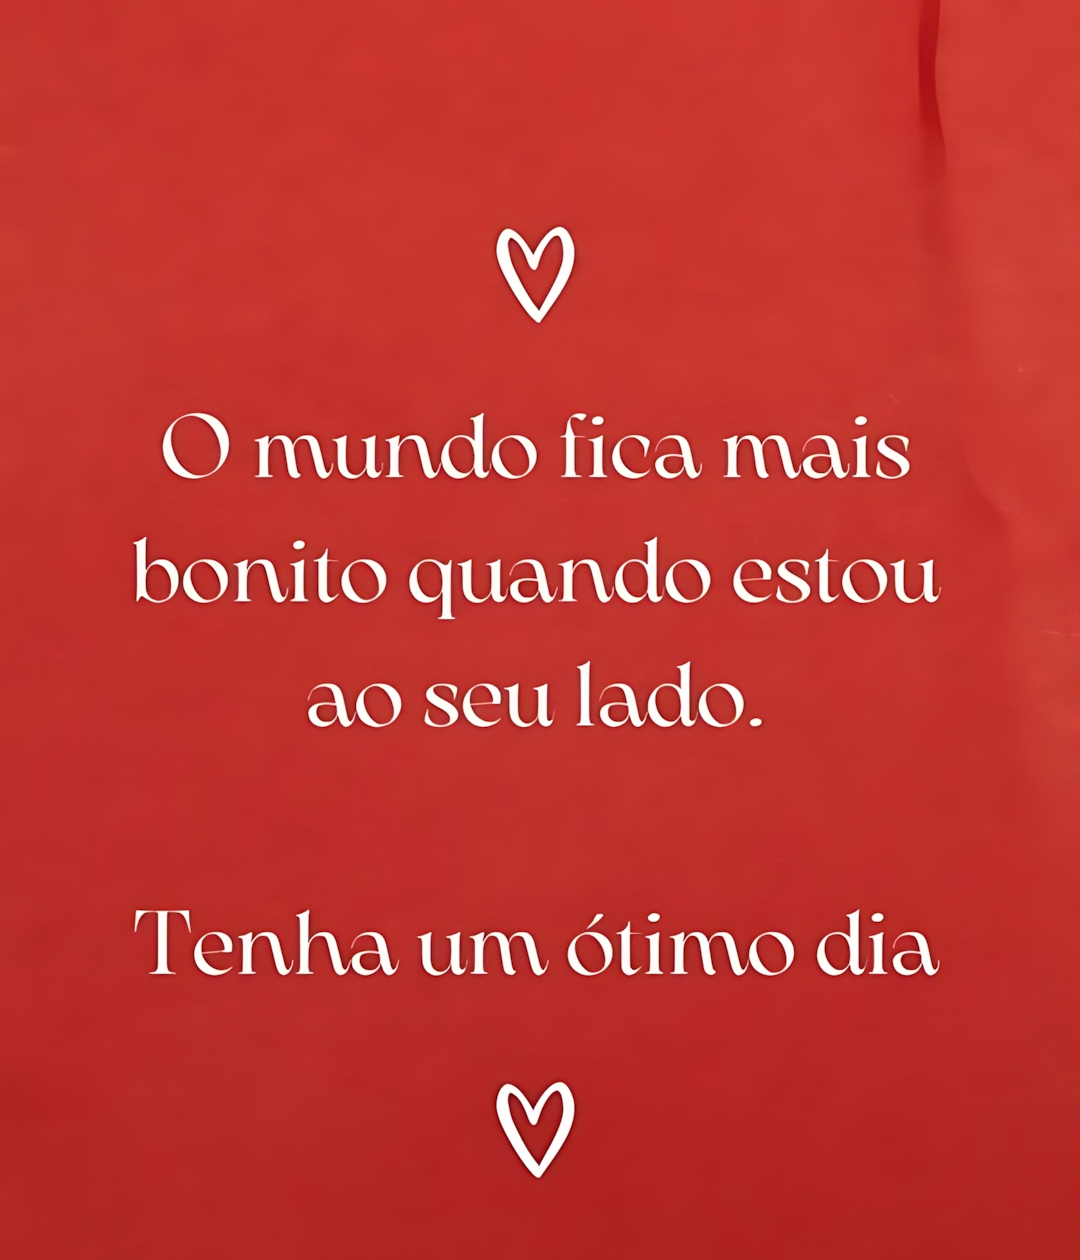 O mundo fica mais
bonito quando estou
ao seu lado.
Tenha um ótimo dia